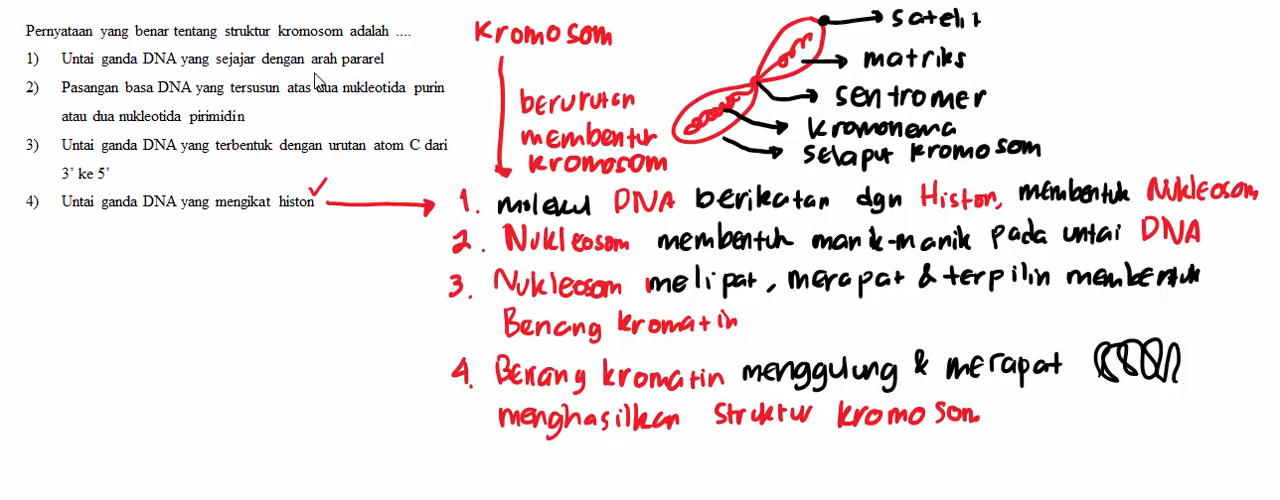 Pernyataan yang benar tentang struktur kromosom adalah ....
1) Untai ganda DNA yang sejajar dengan arah pararel
2) Pasangan basa DNA yang tersusun atas dua nukleotida purin
atau dua nukleotida pirimidin
3) Untai ganda DNA yang terbentuk dengan urutan atom C dari
3' ke 5'
4) Untai ganda DNA yang mengikat histon
Kromosom
berurutan
membentuk
kromosom
satelit
matriks
sentromer
kromonema
selaput kromosom
1. molekul DNA berikatan dgn Histon, membentuk Nukleosom
2. Nukleosom membentuk manik-manik pada untai DNA
3. Nukleosom melipat, merapat & terpilin membentuk
Benang kromatin
4. Benang kromatin menggulung & merapat
menghasilkan struktur kromosom.